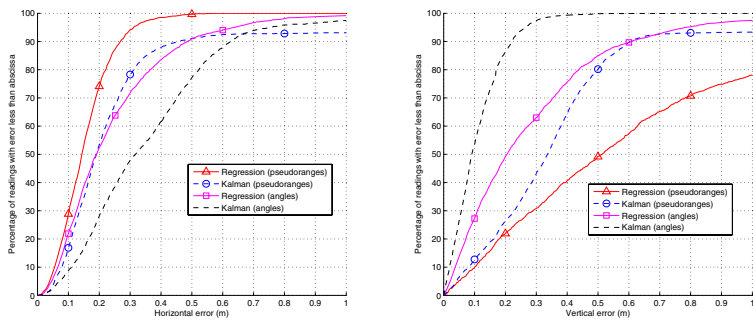 Percentage of readings with error less than abscissa
100
90
80
70
60
50
40
30
20
10
0
0 0.1 0.2 0.3 0.4 0.5 0.6 0.7 0.8 0.9 1
Horizontal error (m)
Regression (pseudoranges)
Kalman (pseudoranges)
Regression (angles)
Kalman (angles)
Percentage of readings with error less than abscissa
100
90
80
70
60
50
40
30
20
10
0
0 0.1 0.2 0.3 0.4 0.5 0.6 0.7 0.8 0.9 1
Vertical error (m)
Regression (pseudoranges)
Kalman (pseudoranges)
Regression (angles)
Kalman (angles)